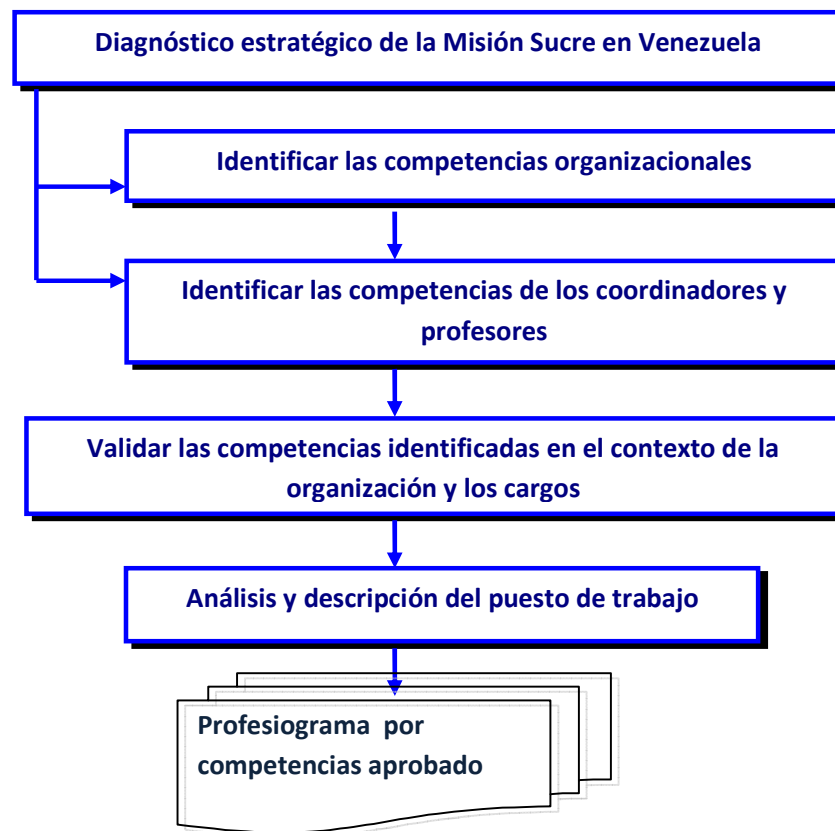 Diagnóstico estratégico de la Misión Sucre en Venezuela
Identificar las competencias organizacionales
Identificar las competencias de los coordinadores y
profesores
Validar las competencias identificadas en el contexto de la
organización y los cargos
Análisis y descripción del puesto de trabajo
Profesiograma por
competencias aprobado